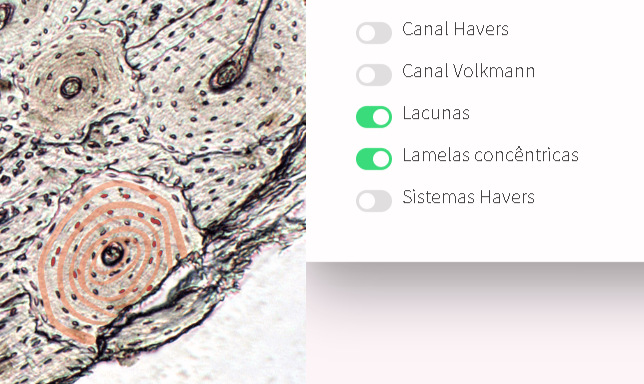 Canal Havers
Canal Volkmann
Lacunas
Lamelas concêntricas
Sistemas Havers